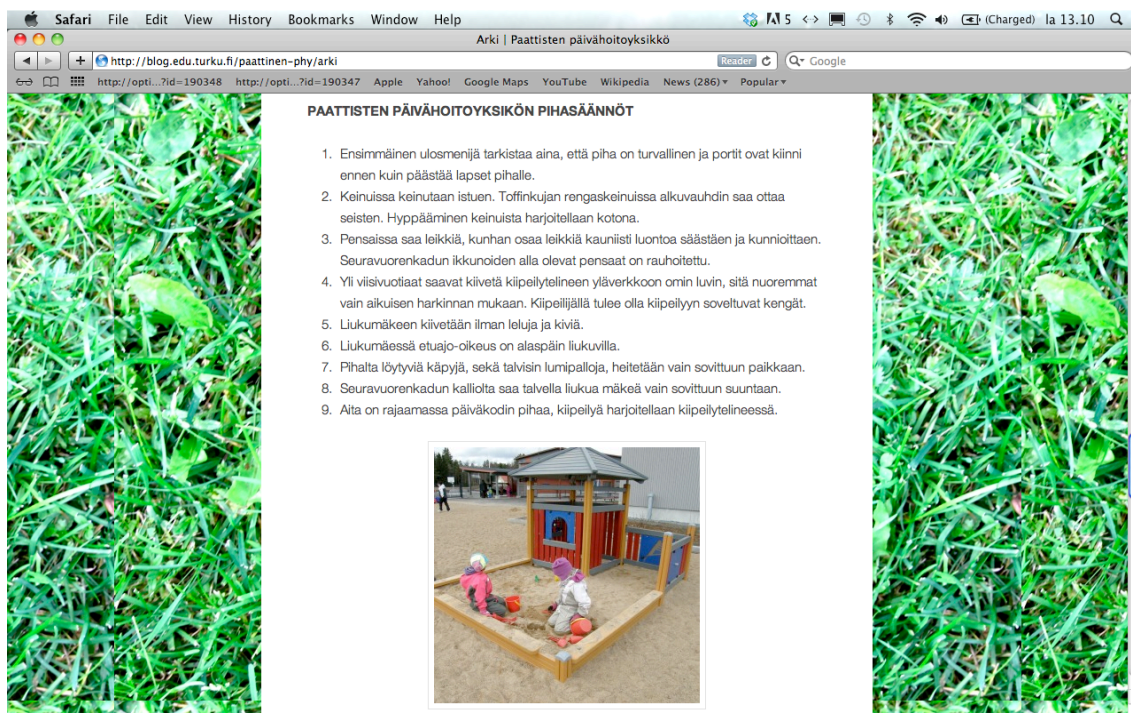 Safari File Edit View History Bookmarks Window Help 5 (Charged) la 13.10
Arki | Paattisten päivähoitoyksikkö
http://blog.edu.turku.fi/paattinen-phy/arki Reader Google
http://opti...?id=190348 http://opti...?id=190347 Apple Yahoo! Google Maps YouTube Wikipedia News (286) Popular
PAATTISTEN PÄIVÄHOITOYKSIKÖN PIHASÄÄNNÖT
1. Ensimmäinen ulosmenijä tarkistaa aina, että piha on turvallinen ja portit ovat kiinni
ennen kuin päästää lapset pihalle.
2. Keinuissa keinutaan istuen. Toffinkujan rengaskeinuissa alkuvauhdin saa ottaa
seisten. Hyppääminen keinuista harjoitellaan kotona.
3. Pensaissa saa leikkiä, kunhan osaa leikkiä kauniisti luontoa säästäen ja kunnioittaen.
Seuravuorenkadun ikkunoiden alla olevat pensaat on rauhoitettu.
4. Yli viisivuotiaat saavat kiivetä kiipeilytelineen yläverkkoon omin luvin, sitä nuoremmat
vain aikuisen harkinnan mukaan. Kiipeilijällä tulee olla kiipeilyyn soveltuvat kengät.
5. Liukumäkeen kiivetään ilman leluja ja kiviä.
6. Liukumäessä etuajo-oikeus on alaspäin liukuvilla.
7. Pihalta löytyviä käpyjä, sekä talvisin lumipalloja, heitetään vain sovittuun paikkaan.
8. Seuravuorenkadun kalliolta saa talvella liukua mäkeä vain sovittuun suuntaan.
9. Aita on rajaamassa päiväkodin pihaa, kiipeilyä harjoitellaan kiipeilytelineessä.